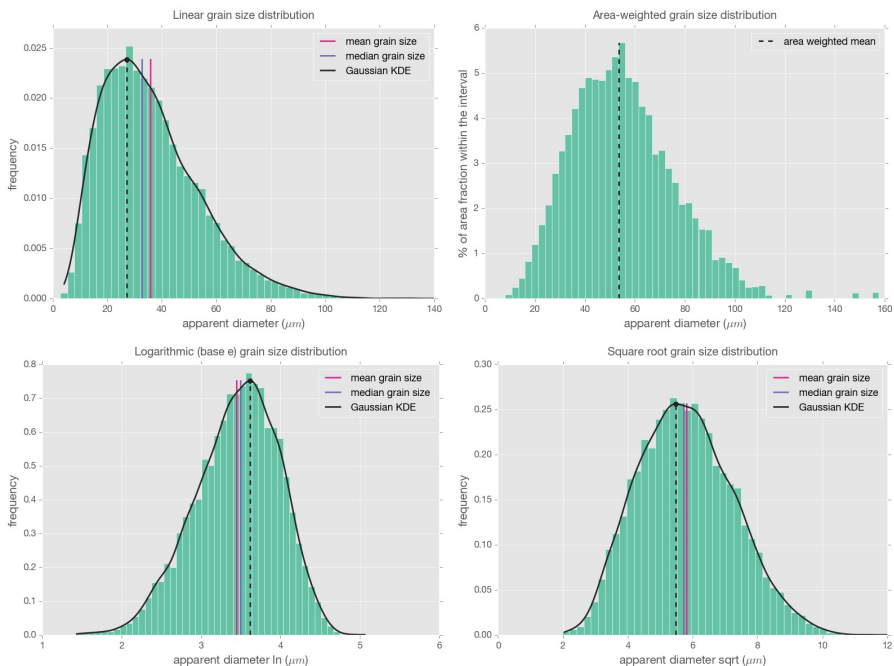 Linear grain size distribution
mean grain size
median grain size
Gaussian KDE
frequency
0.025
0.020
0.015
0.010
0.005
0.000
0 20 40 60 80 100 120 140
apparent diameter (μm)
Area-weighted grain size distribution
area weighted mean
% of area fraction within the interval
6
5
4
3
2
1
0
0 20 40 60 80 100 120 140 160
apparent diameter (μm)
Logarithmic (base e) grain size distribution
mean grain size
median grain size
Gaussian KDE
frequency
0.8
0.7
0.6
0.5
0.4
0.3
0.2
0.1
0.0
1 2 3 4 5 6
apparent diameter ln (μm)
Square root grain size distribution
mean grain size
median grain size
Gaussian KDE
frequency
0.30
0.25
0.20
0.15
0.10
0.05
0.00
0 2 4 6 8 10 12
apparent diameter sqrt (μm)